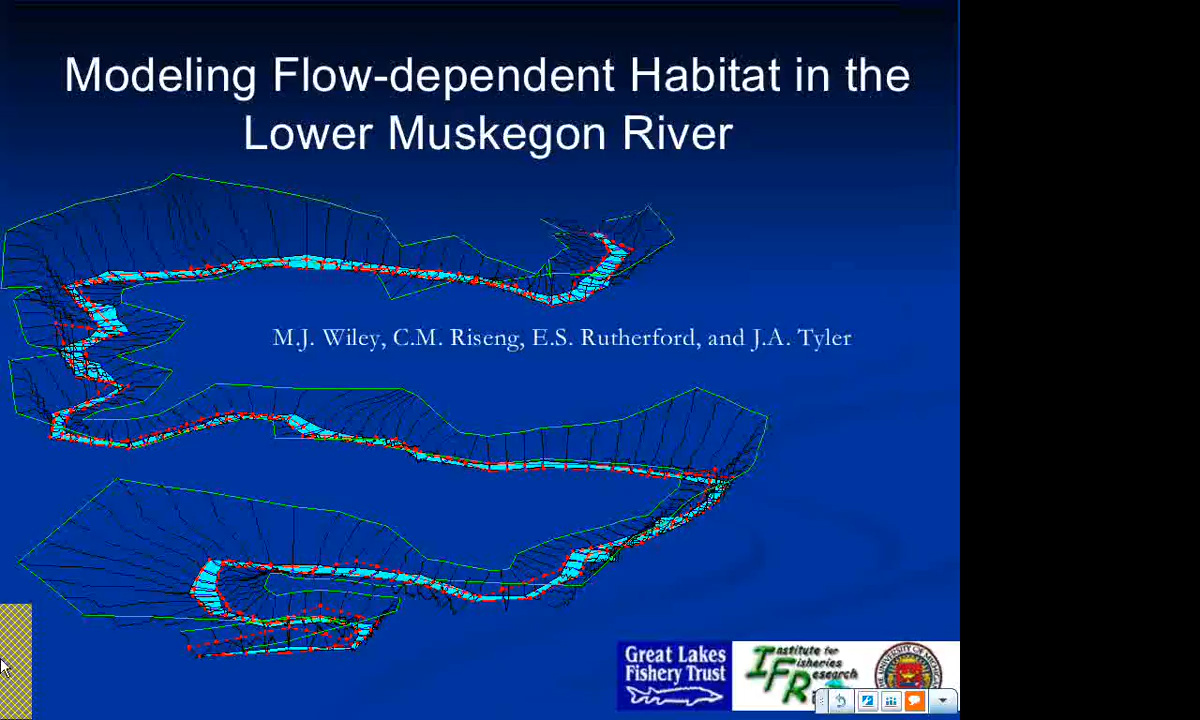 Modeling Flow-dependent Habitat in the
Lower Muskegon River
M.J. Wiley, C.M. Riseng, E.S. Rutherford, and J.A. Tyler
Great Lakes
Fishery Trust
Institute for
Fisheries
Research